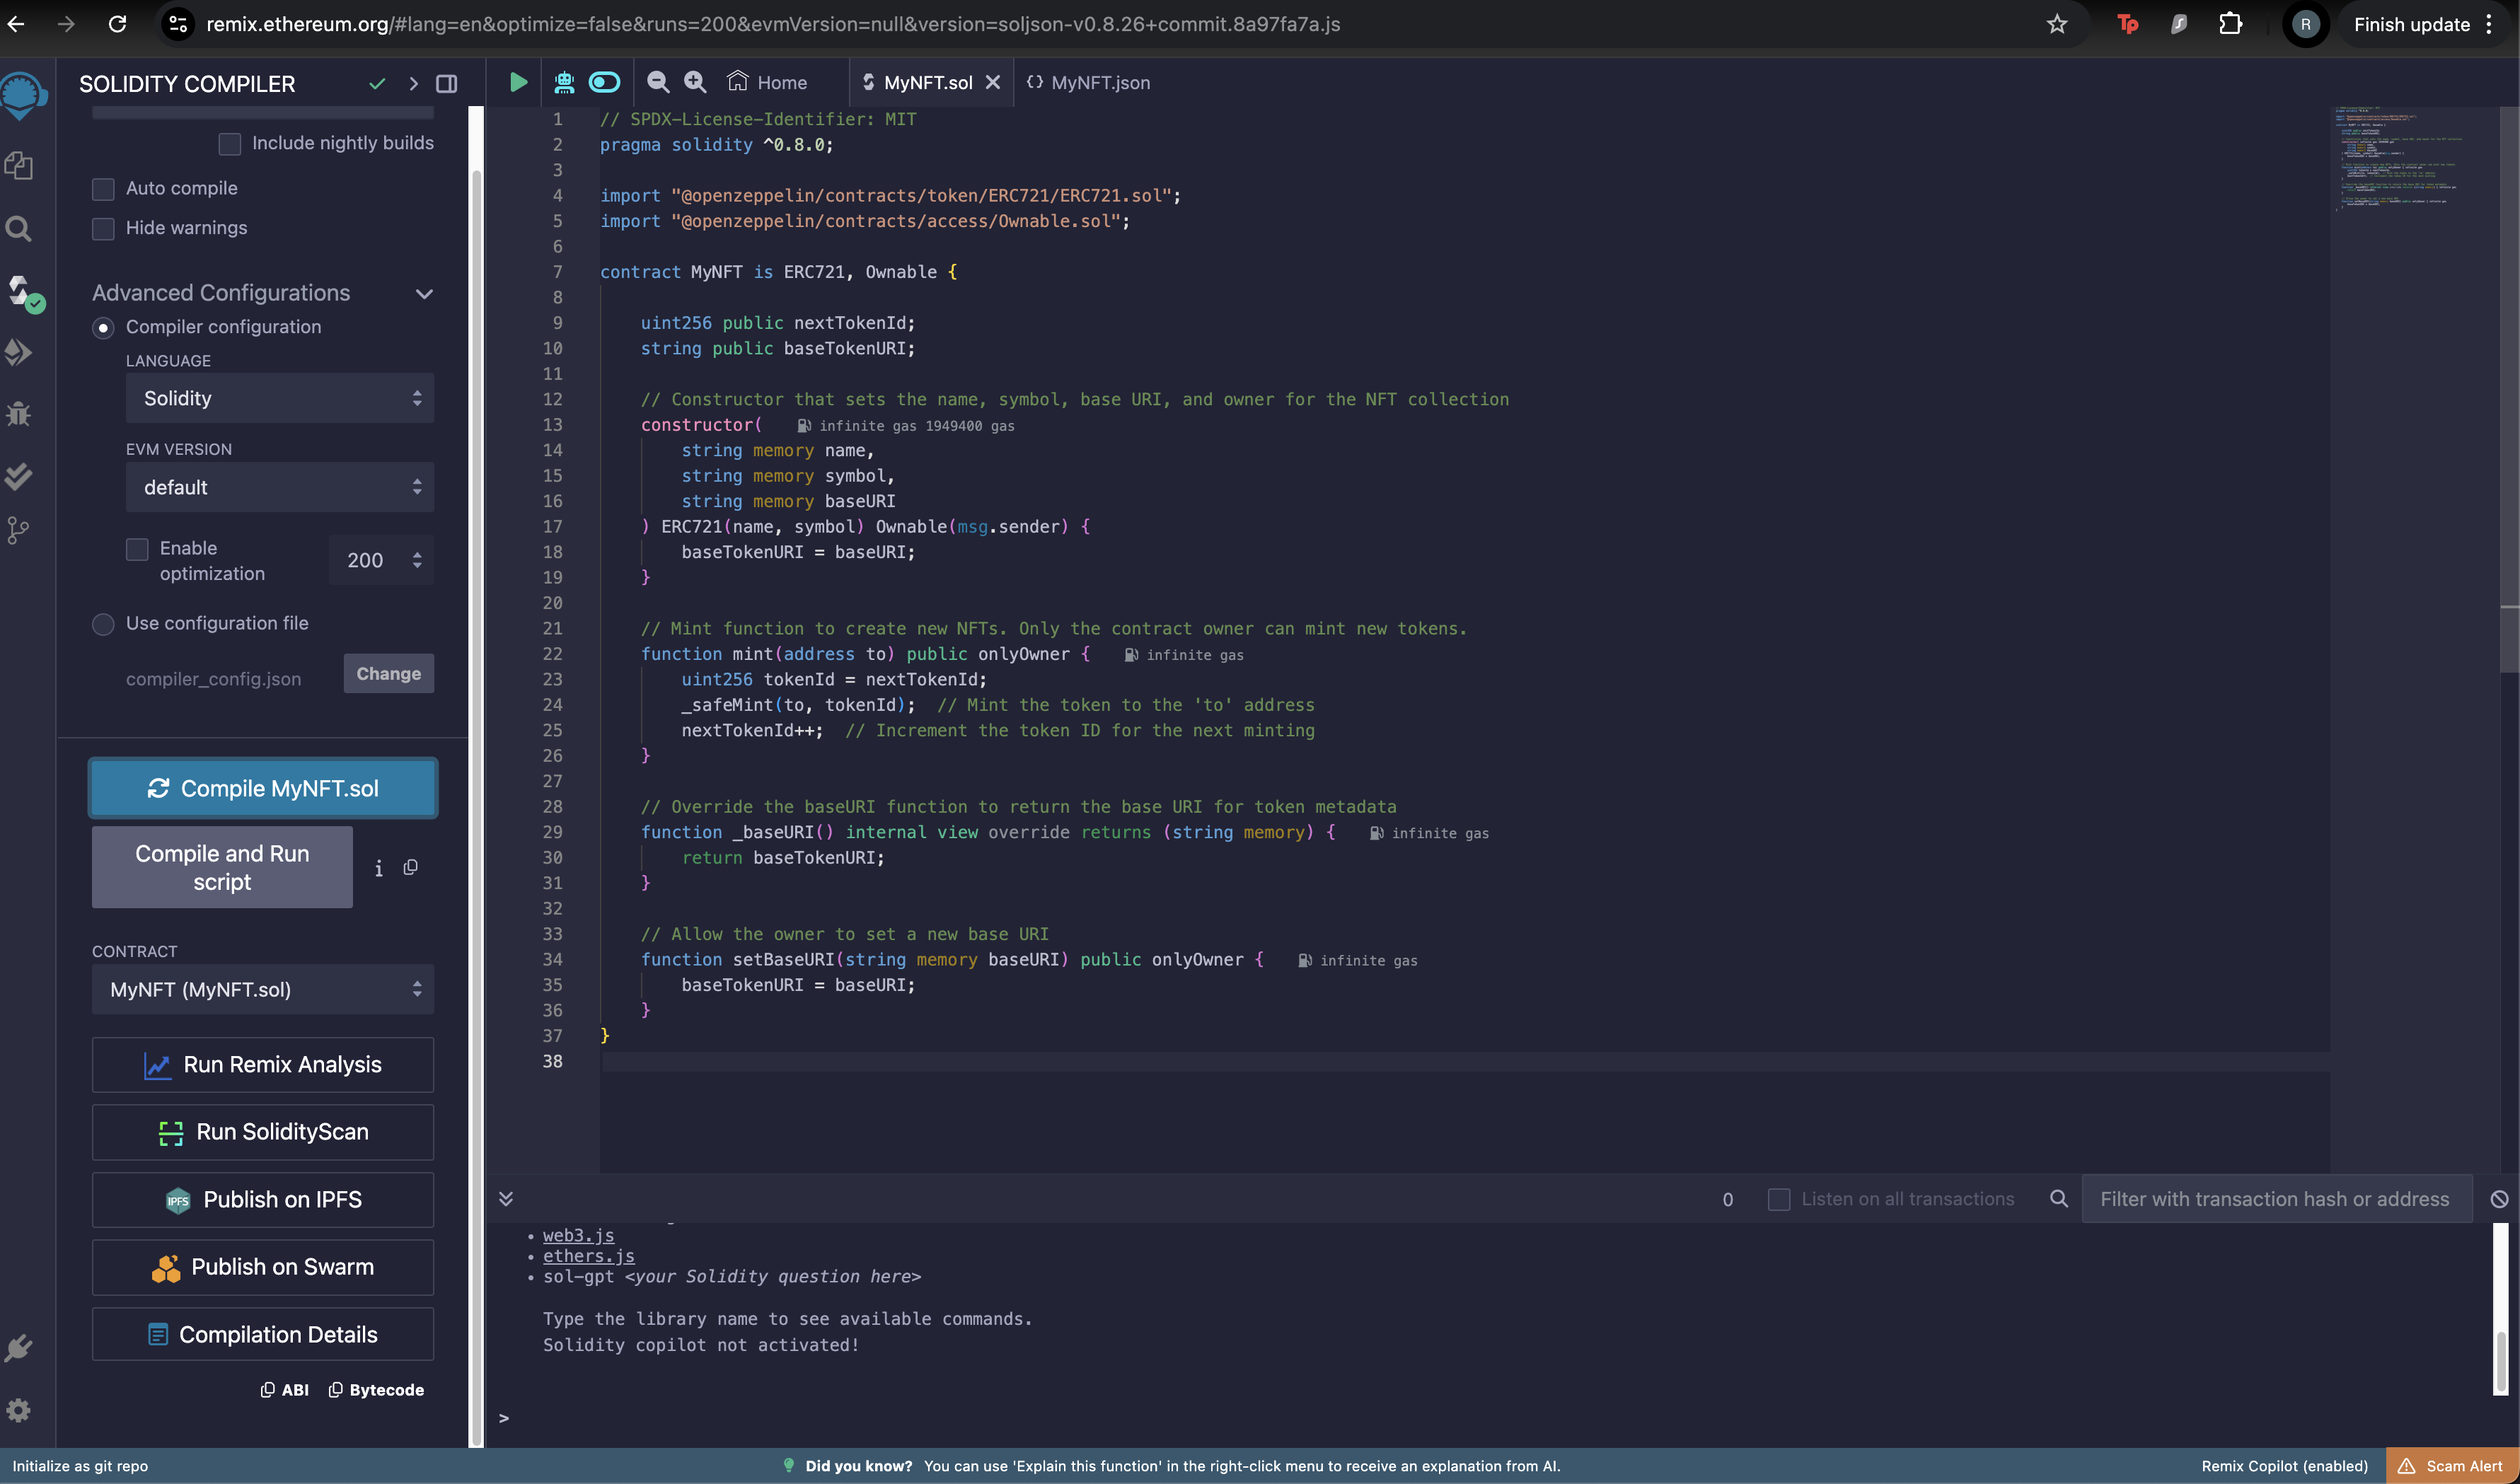 remix.ethereum.org/#lang=en&optimize=false&runs=200&evmVersion=null&version=soljson-v0.8.26+commit.8a97fa7a.js
Tp
R
Finish update
SOLIDITY COMPILER
Include nightly builds
Auto compile
Hide warnings
Advanced Configurations
Compiler configuration
LANGUAGE
Solidity
EVM VERSION
default
Enable
optimization
200
Use configuration file
compiler_config.json
Change
Compile MyNFT.sol
Compile and Run
script
i
CONTRACT
MyNFT (MyNFT.sol)
Run Remix Analysis
Run SolidityScan
IPFS Publish on IPFS
Publish on Swarm
Compilation Details
ABI Bytecode
Home
MyNFT.sol
MyNFT.json
1 // SPDX-License-Identifier: MIT
2 pragma solidity ^0.8.0;
3
4 import "@openzeppelin/contracts/token/ERC721/ERC721.sol";
5 import "@openzeppelin/contracts/access/Ownable.sol";
6
7 contract MyNFT is ERC721, Ownable {
8
9     uint256 public nextTokenId;
10     string public baseTokenURI;
11
12     // Constructor that sets the name, symbol, base URI, and owner for the NFT collection
13     constructor( infinite gas 1949400 gas
14         string memory name,
15         string memory symbol,
16         string memory baseURI
17     ) ERC721(name, symbol) Ownable(msg.sender) {
18         baseTokenURI = baseURI;
19     }
20
21     // Mint function to create new NFTs. Only the contract owner can mint new tokens.
22     function mint(address to) public onlyOwner { infinite gas
23         uint256 tokenId = nextTokenId;
24         _safeMint(to, tokenId);  // Mint the token to the 'to' address
25         nextTokenId++;  // Increment the token ID for the next minting
26     }
27
28     // Override the baseURI function to return the base URI for token metadata
29     function _baseURI() internal view override returns (string memory) { infinite gas
30         return baseTokenURI;
31     }
32
33     // Allow the owner to set a new base URI
34     function setBaseURI(string memory baseURI) public onlyOwner { infinite gas
35         baseTokenURI = baseURI;
36     }
37 }
38
0
Listen on all transactions
Filter with transaction hash or address
• web3.js
• ethers.js
• sol-gpt <your Solidity question here>
Type the library name to see available commands.
Solidity copilot not activated!
>
Initialize as git repo
Did you know? You can use 'Explain this function' in the right-click menu to receive an explanation from AI.
Remix Copilot (enabled)
Scam Alert